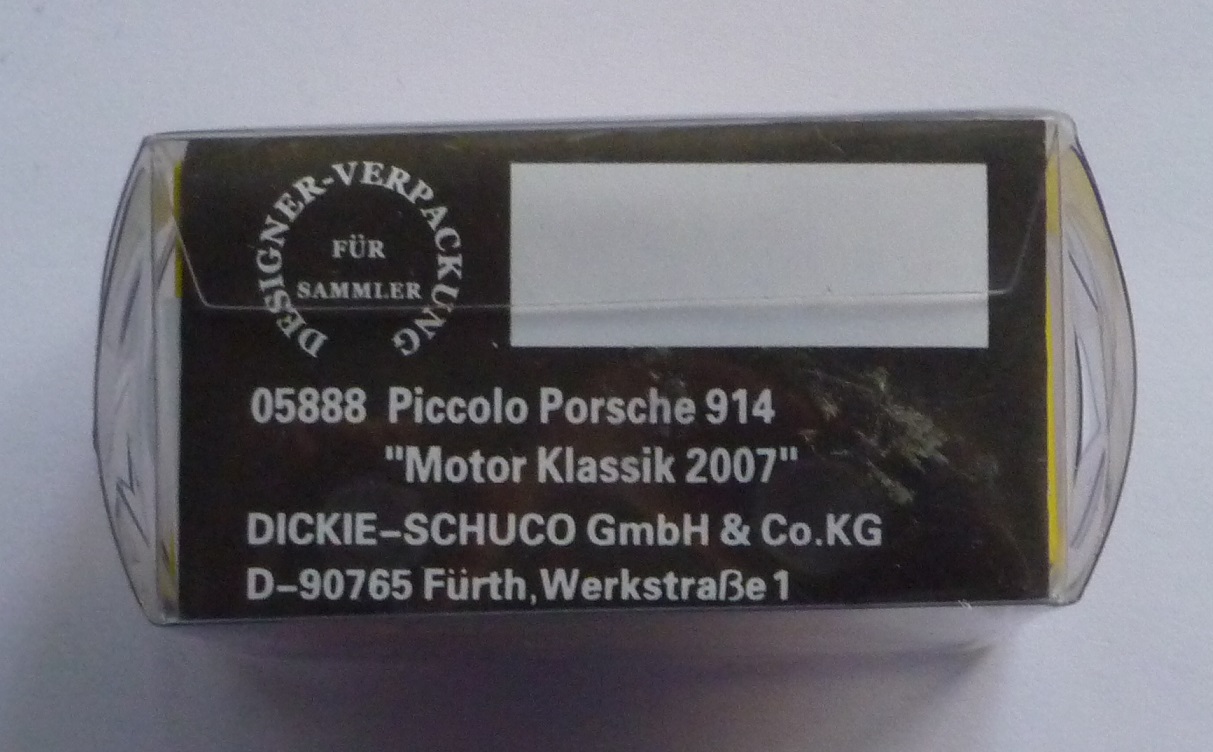 DESIGNER-VERPACKUNG
FÜR
SAMMLER
05888 Piccolo Porsche 914
"Motor Klassik 2007"
DICKIE-SCHUCO GmbH & Co.KG
D-90765 Fürth,Werkstraße 1